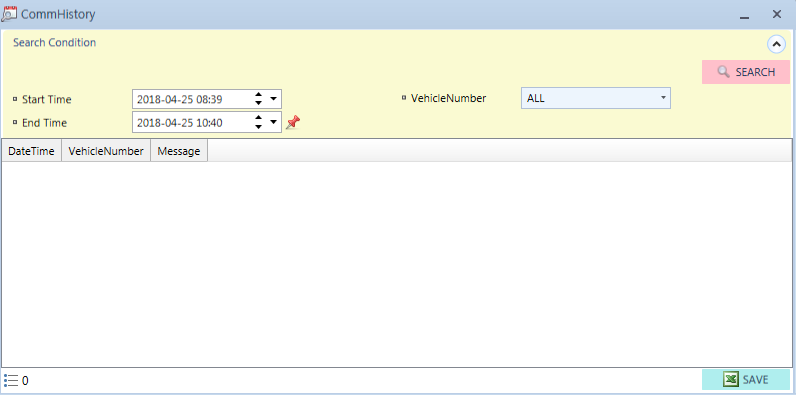 CommHistory
Search Condition
SEARCH
Start Time 2018-04-25 08:39 VehicleNumber ALL
End Time 2018-04-25 10:40
DateTime VehicleNumber Message
0 SAVE